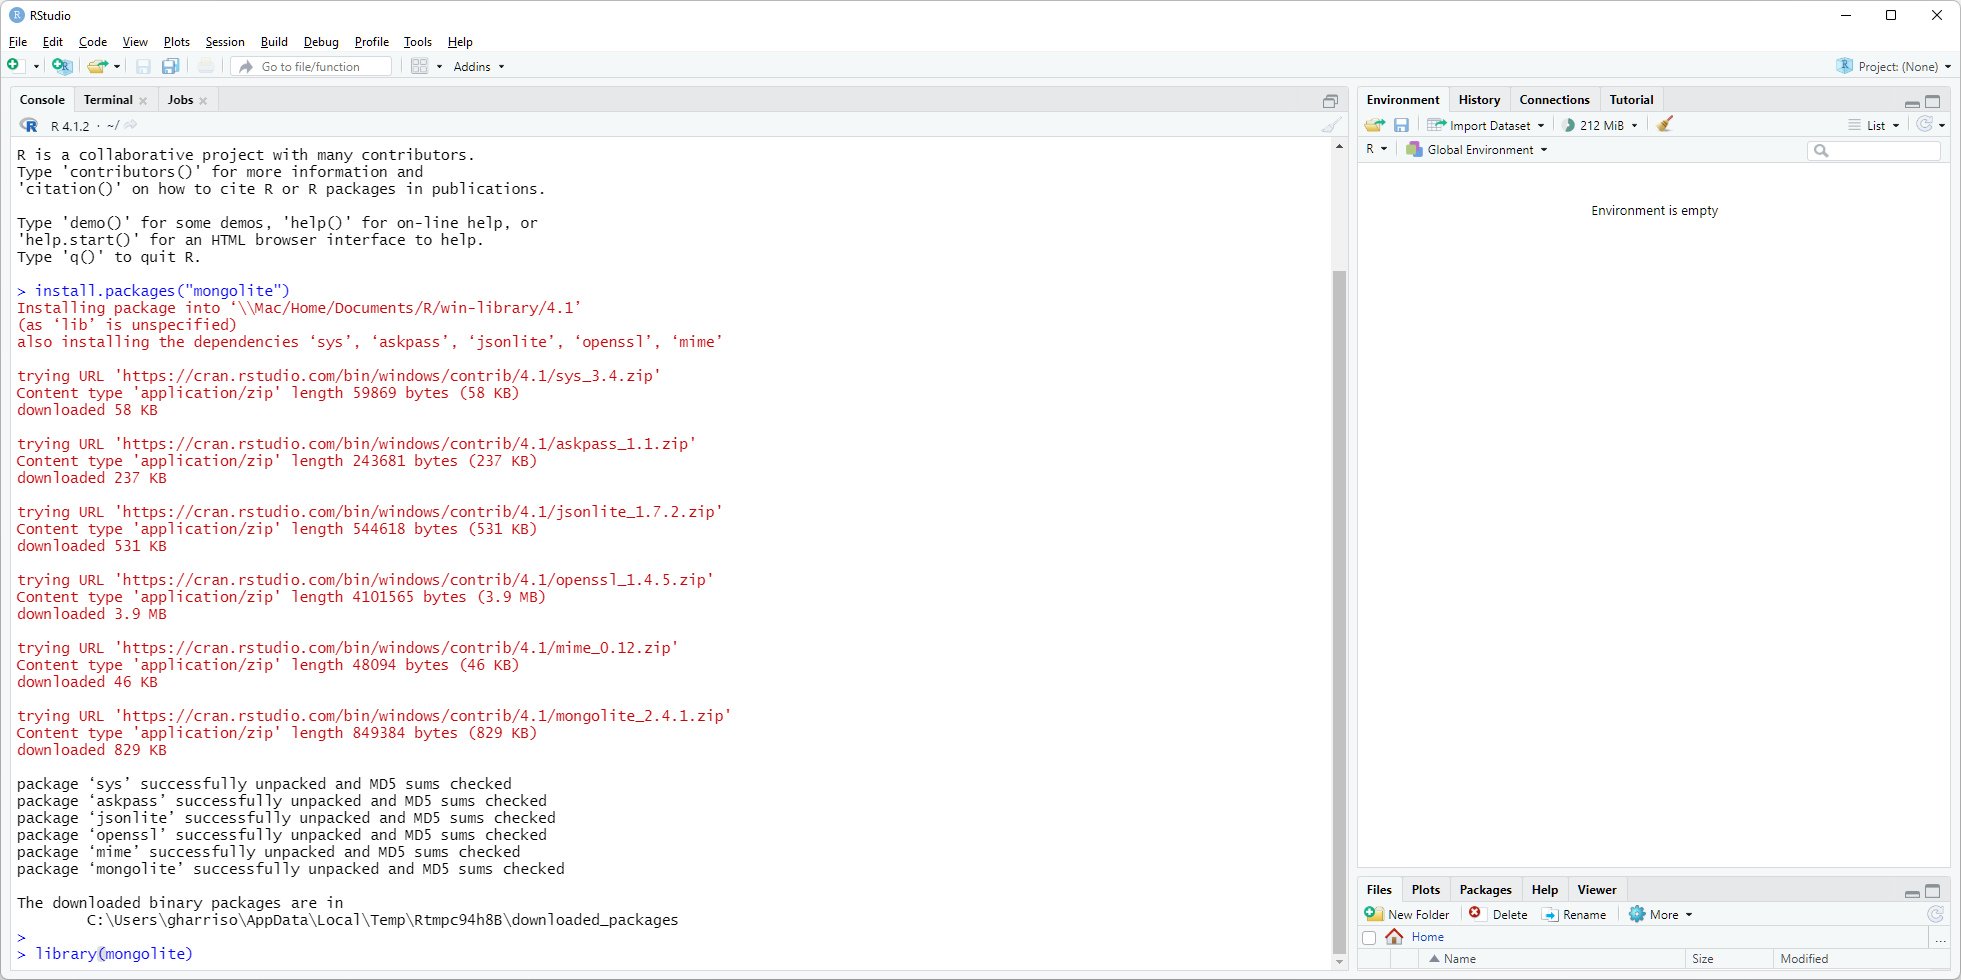 RStudio
File Edit Code View Plots Session Build Debug Profile Tools Help
Go to file/function Addins Project: (None)
Console Terminal Jobs
R 4.1.2 · ~/
R is a collaborative project with many contributors.
Type 'contributors()' for more information and
'citation()' on how to cite R or R packages in publications.
Type 'demo()' for some demos, 'help()' for on-line help, or
'help.start()' for an HTML browser interface to help.
Type 'q()' to quit R.
> install.packages("mongolite")
Installing package into ‘\\Mac/Home/Documents/R/win-library/4.1’
(as ‘lib’ is unspecified)
also installing the dependencies ‘sys’, ‘askpass’, ‘jsonlite’, ‘openssl’, ‘mime’
trying URL 'https://cran.rstudio.com/bin/windows/contrib/4.1/sys_3.4.zip'
Content type 'application/zip' length 59869 bytes (58 KB)
downloaded 58 KB
trying URL 'https://cran.rstudio.com/bin/windows/contrib/4.1/askpass_1.1.zip'
Content type 'application/zip' length 243681 bytes (237 KB)
downloaded 237 KB
trying URL 'https://cran.rstudio.com/bin/windows/contrib/4.1/jsonlite_1.7.2.zip'
Content type 'application/zip' length 544618 bytes (531 KB)
downloaded 531 KB
trying URL 'https://cran.rstudio.com/bin/windows/contrib/4.1/openssl_1.4.5.zip'
Content type 'application/zip' length 4101565 bytes (3.9 MB)
downloaded 3.9 MB
trying URL 'https://cran.rstudio.com/bin/windows/contrib/4.1/mime_0.12.zip'
Content type 'application/zip' length 48094 bytes (46 KB)
downloaded 46 KB
trying URL 'https://cran.rstudio.com/bin/windows/contrib/4.1/mongolite_2.4.1.zip'
Content type 'application/zip' length 849384 bytes (829 KB)
downloaded 829 KB
package ‘sys’ successfully unpacked and MD5 sums checked
package ‘askpass’ successfully unpacked and MD5 sums checked
package ‘jsonlite’ successfully unpacked and MD5 sums checked
package ‘openssl’ successfully unpacked and MD5 sums checked
package ‘mime’ successfully unpacked and MD5 sums checked
package ‘mongolite’ successfully unpacked and MD5 sums checked
The downloaded binary packages are in
C:\Users\gharriso\AppData\Local\Temp\Rtmpc94h8B\downloaded_packages
>
> library(mongolite)
Environment History Connections Tutorial
Import Dataset 212 MiB List
R Global Environment
Environment is empty
Files Plots Packages Help Viewer
New Folder Delete Rename More
Home ...
Name Size Modified